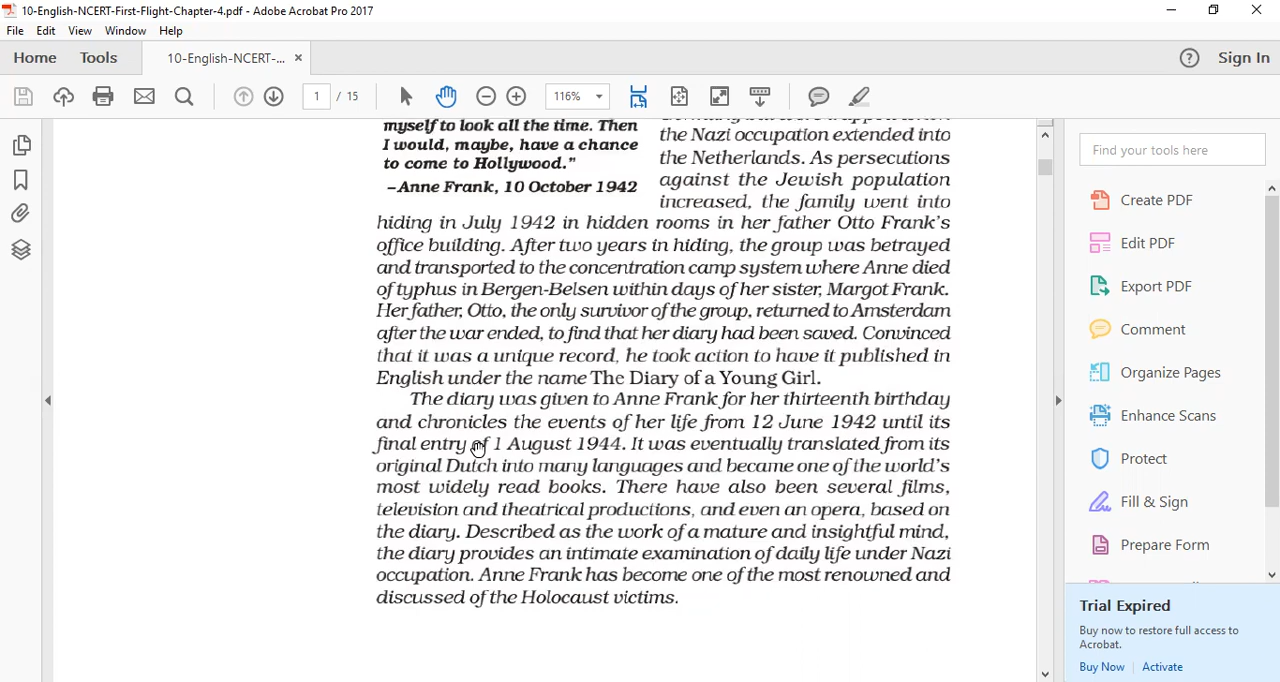 10-English-NCERT-First-Flight-Chapter-4.pdf - Adobe Acrobat Pro 2017
File Edit View Window Help
Home Tools 10-English-NCERT-... × Sign In
1 / 15 116%
myself to look all the time. Then
I would, maybe, have a chance
to come to Hollywood."
–Anne Frank, 10 October 1942
the Nazi occupation extended into
the Netherlands. As persecutions
against the Jewish population
increased, the family went into
hiding in July 1942 in hidden rooms in her father Otto Frank's
office building. After two years in hiding, the group was betrayed
and transported to the concentration camp system where Anne died
of typhus in Bergen-Belsen within days of her sister, Margot Frank.
Her father, Otto, the only survivor of the group, returned to Amsterdam
after the war ended, to find that her diary had been saved. Convinced
that it was a unique record, he took action to have it published in
English under the name The Diary of a Young Girl.
The diary was given to Anne Frank for her thirteenth birthday
and chronicles the events of her life from 12 June 1942 until its
final entry of 1 August 1944. It was eventually translated from its
original Dutch into many languages and became one of the world's
most widely read books. There have also been several films,
television and theatrical productions, and even an opera, based on
the diary. Described as the work of a mature and insightful mind,
the diary provides an intimate examination of daily life under Nazi
occupation. Anne Frank has become one of the most renowned and
discussed of the Holocaust victims.
Find your tools here
Create PDF
Edit PDF
Export PDF
Comment
Organize Pages
Enhance Scans
Protect
Fill & Sign
Prepare Form
Trial Expired
Buy now to restore full access to
Acrobat.
Buy Now Activate